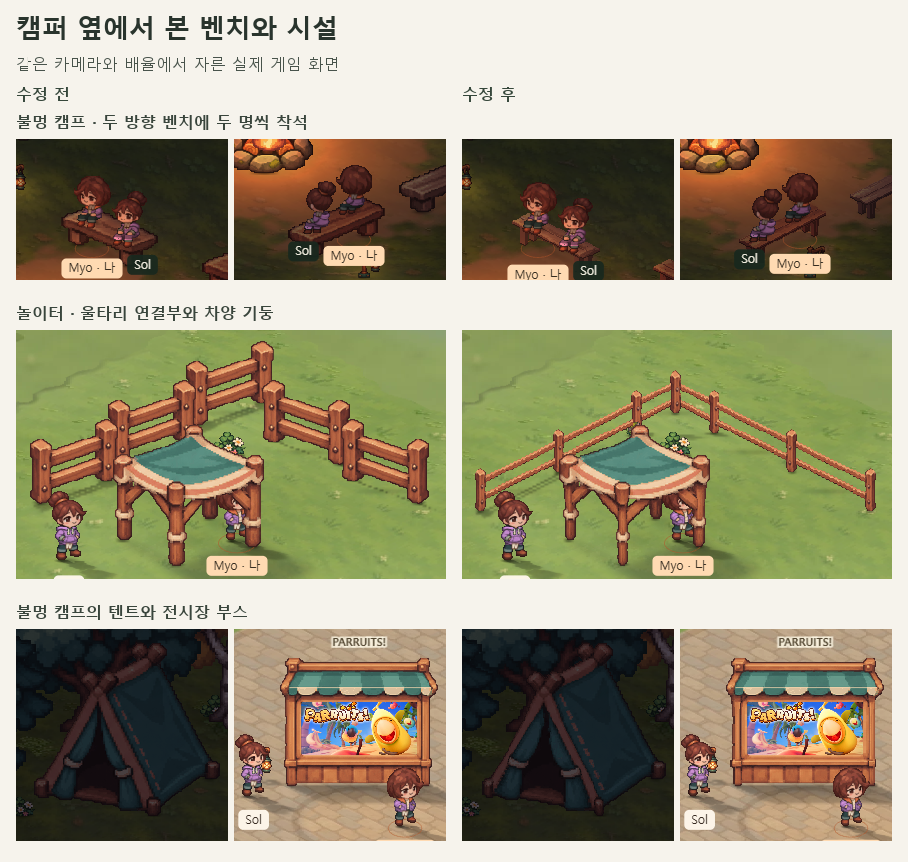 캠퍼 옆에서 본 벤치와 시설
같은 카메라와 배율에서 자른 실제 게임 화면
수정 전
수정 후
불멍 캠프 · 두 방향 벤치에 두 명씩 착석
Myo · 나
Sol
Sol
Myo · 나
Myo · 나
Sol
Sol
Myo · 나
놀이터 · 울타리 연결부와 차양 기둥
Myo · 나
Myo · 나
불멍 캠프의 텐트와 전시장 부스
PARRUITS!
PARRUITS!
Sol
PARRUITS!
PARRUITS!
Sol